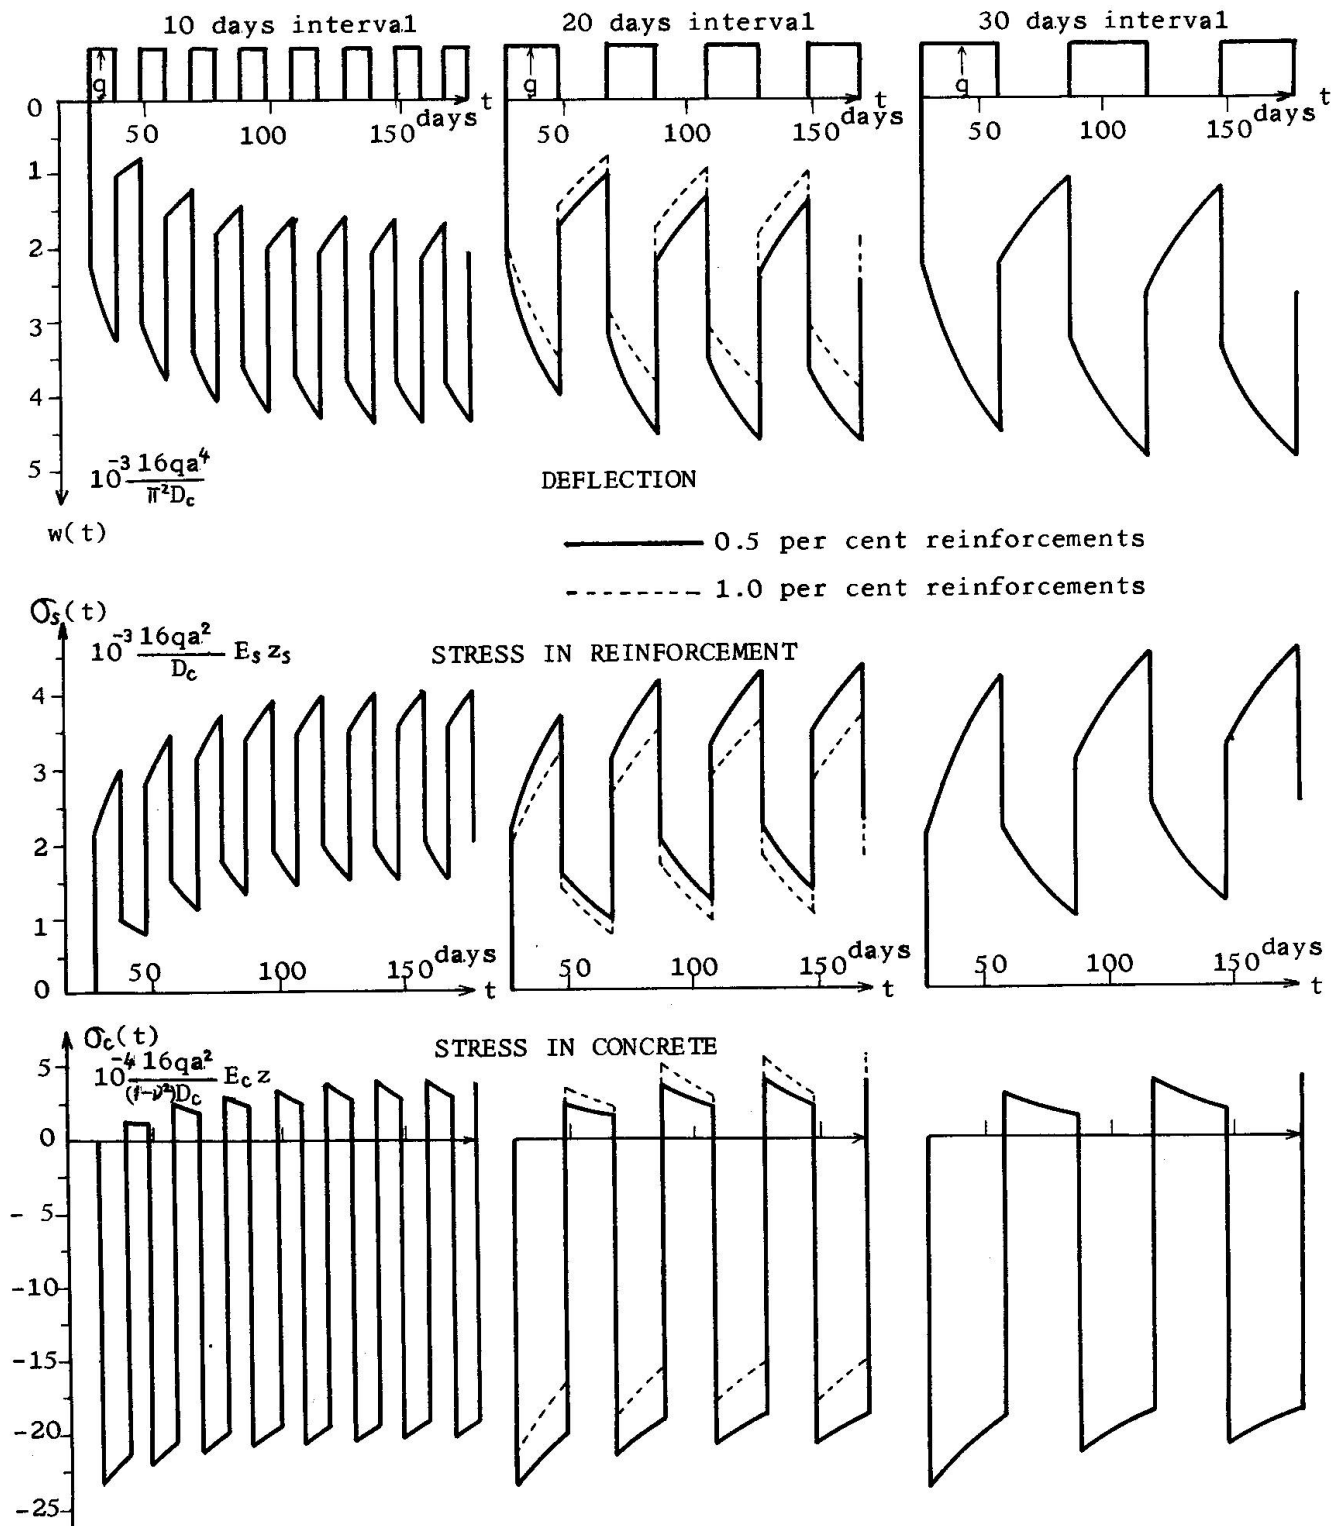 10 days interval 20 days interval 30 days interval
q q q
0 50 100 150 days t 50 100 150 days t 50 100 150 days t
1
2
3
4
5
10⁻³ 16qa⁴ / π²D_c
w(t)
DEFLECTION
0.5 per cent reinforcements
1.0 per cent reinforcements
σ_s(t)
10⁻³ 16qa² / D_c E_s z_s
STRESS IN REINFORCEMENT
4
3
2
1
0 50 100 150 days t 50 100 150 days t 50 100 150 days t
σ_c(t)
10⁻⁴ 16qa² / (1-ν²)D_c E_c z
STRESS IN CONCRETE
5
0
- 5
-10
-15
-20
-25